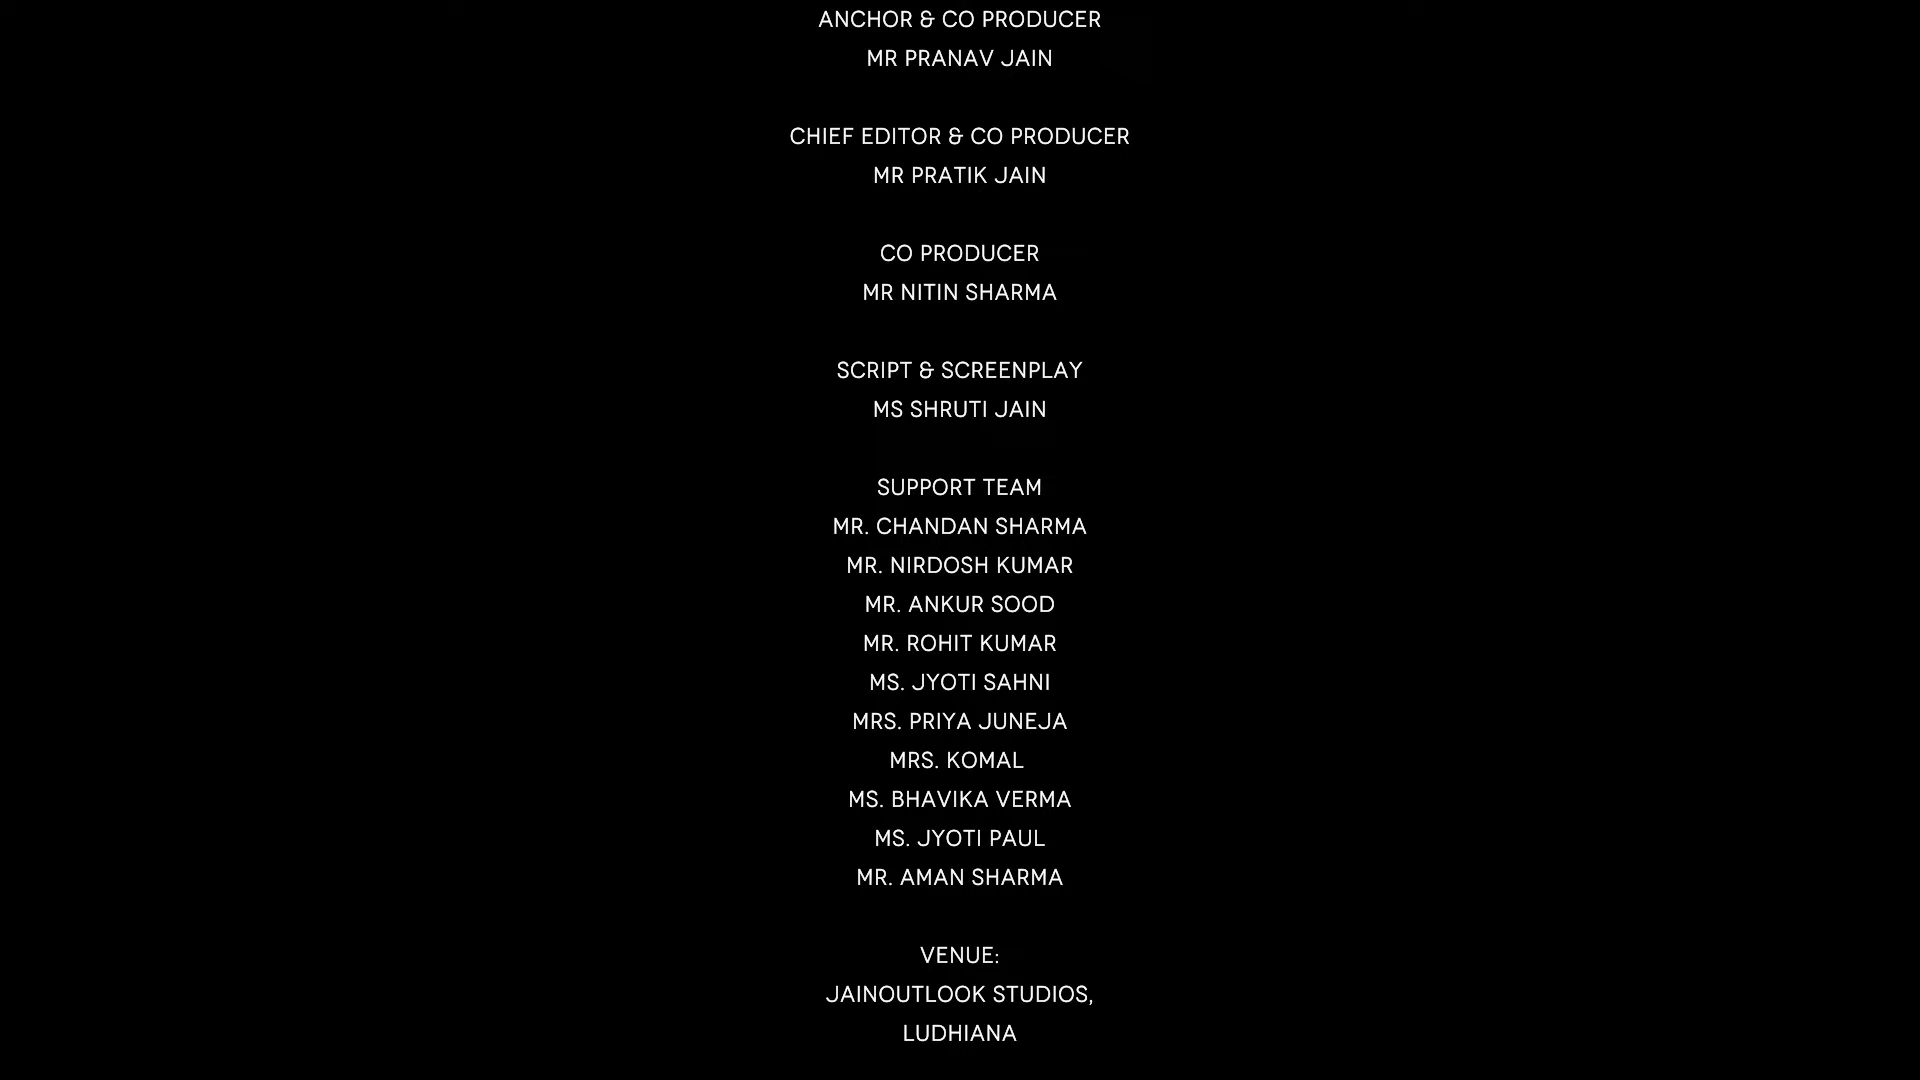 ANCHOR & CO PRODUCER
MR PRANAV JAIN
CHIEF EDITOR & CO PRODUCER
MR PRATIK JAIN
CO PRODUCER
MR NITIN SHARMA
SCRIPT & SCREENPLAY
MS SHRUTI JAIN
SUPPORT TEAM
MR. CHANDAN SHARMA
MR. NIRDOSH KUMAR
MR. ANKUR SOOD
MR. ROHIT KUMAR
MS. JYOTI SAHNI
MRS. PRIYA JUNEJA
MRS. KOMAL
MS. BHAVIKA VERMA
MS. JYOTI PAUL
MR. AMAN SHARMA
VENUE:
JAINOUTLOOK STUDIOS,
LUDHIANA